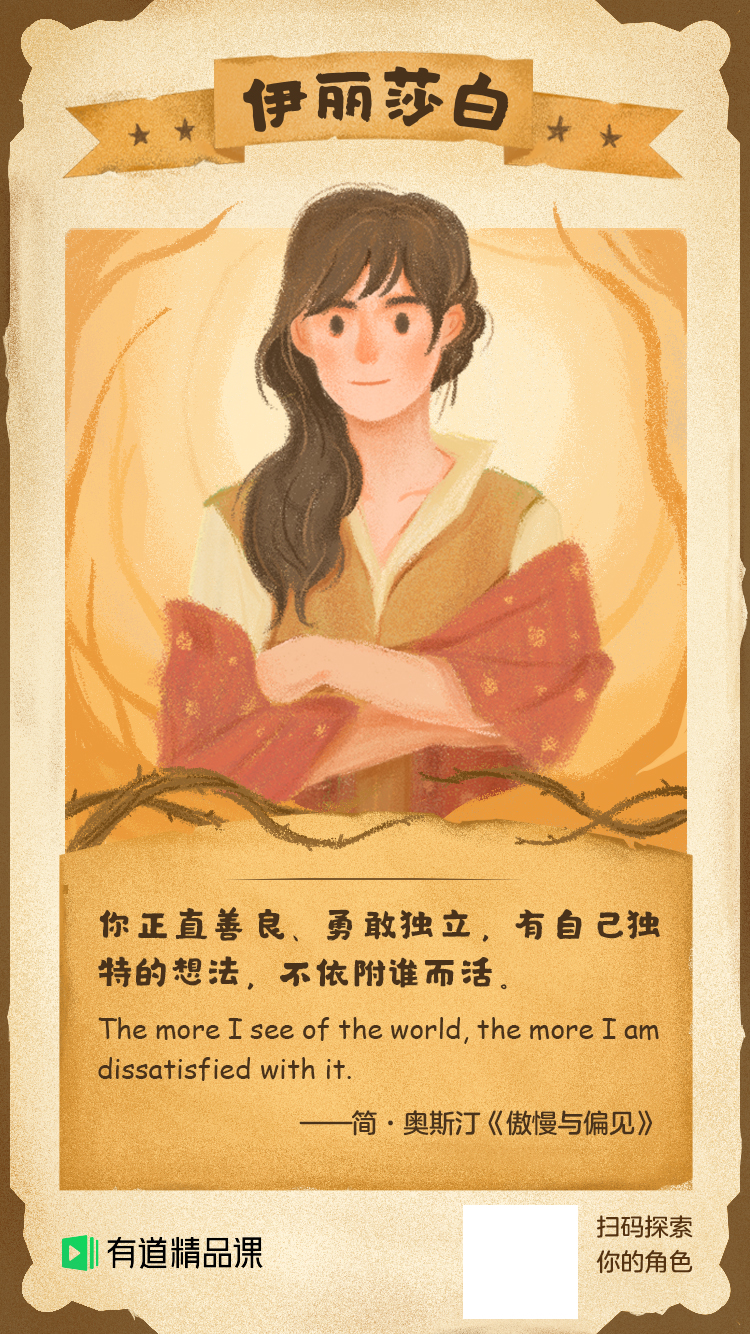 伊丽莎白
你正直善良、勇敢独立，有自己独
特的想法，不依附谁而活。
The more I see of the world, the more I am
dissatisfied with it.
——简·奥斯汀《傲慢与偏见》
有道精品课
扫码探索
你的角色